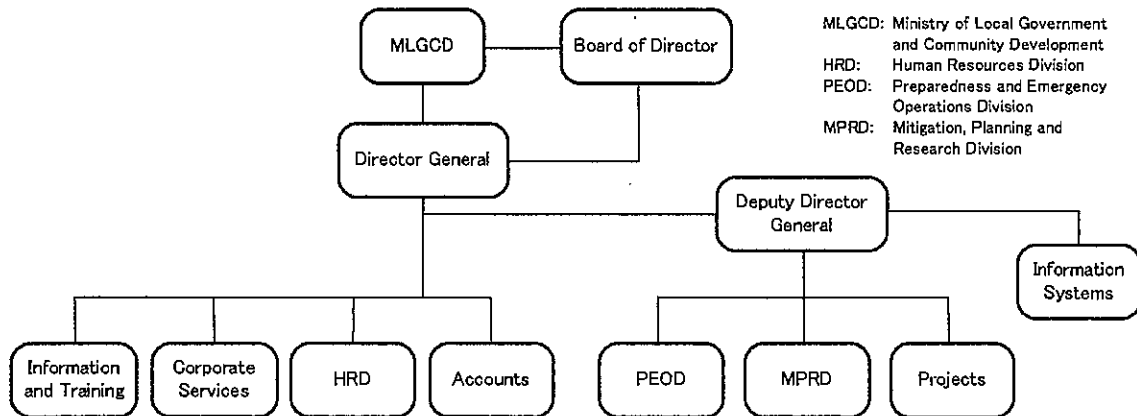 MLGCD
Board of Director
MLGCD: Ministry of Local Government
and Community Development
HRD: Human Resources Division
PEOD: Preparedness and Emergency
Operations Division
MPRD: Mitigation, Planning and
Research Division
Director General
Deputy Director
General
Information
Systems
Information
and Training
Corporate
Services
HRD
Accounts
PEOD
MPRD
Projects